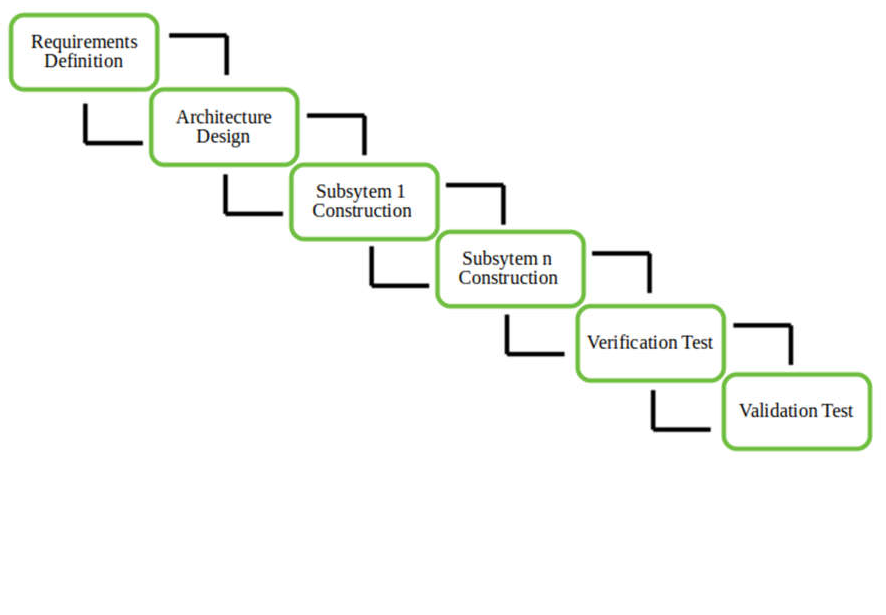 Requirements
Definition
Architecture
Design
Subsytem 1
Construction
Subsytem n
Construction
Verification Test
Validation Test